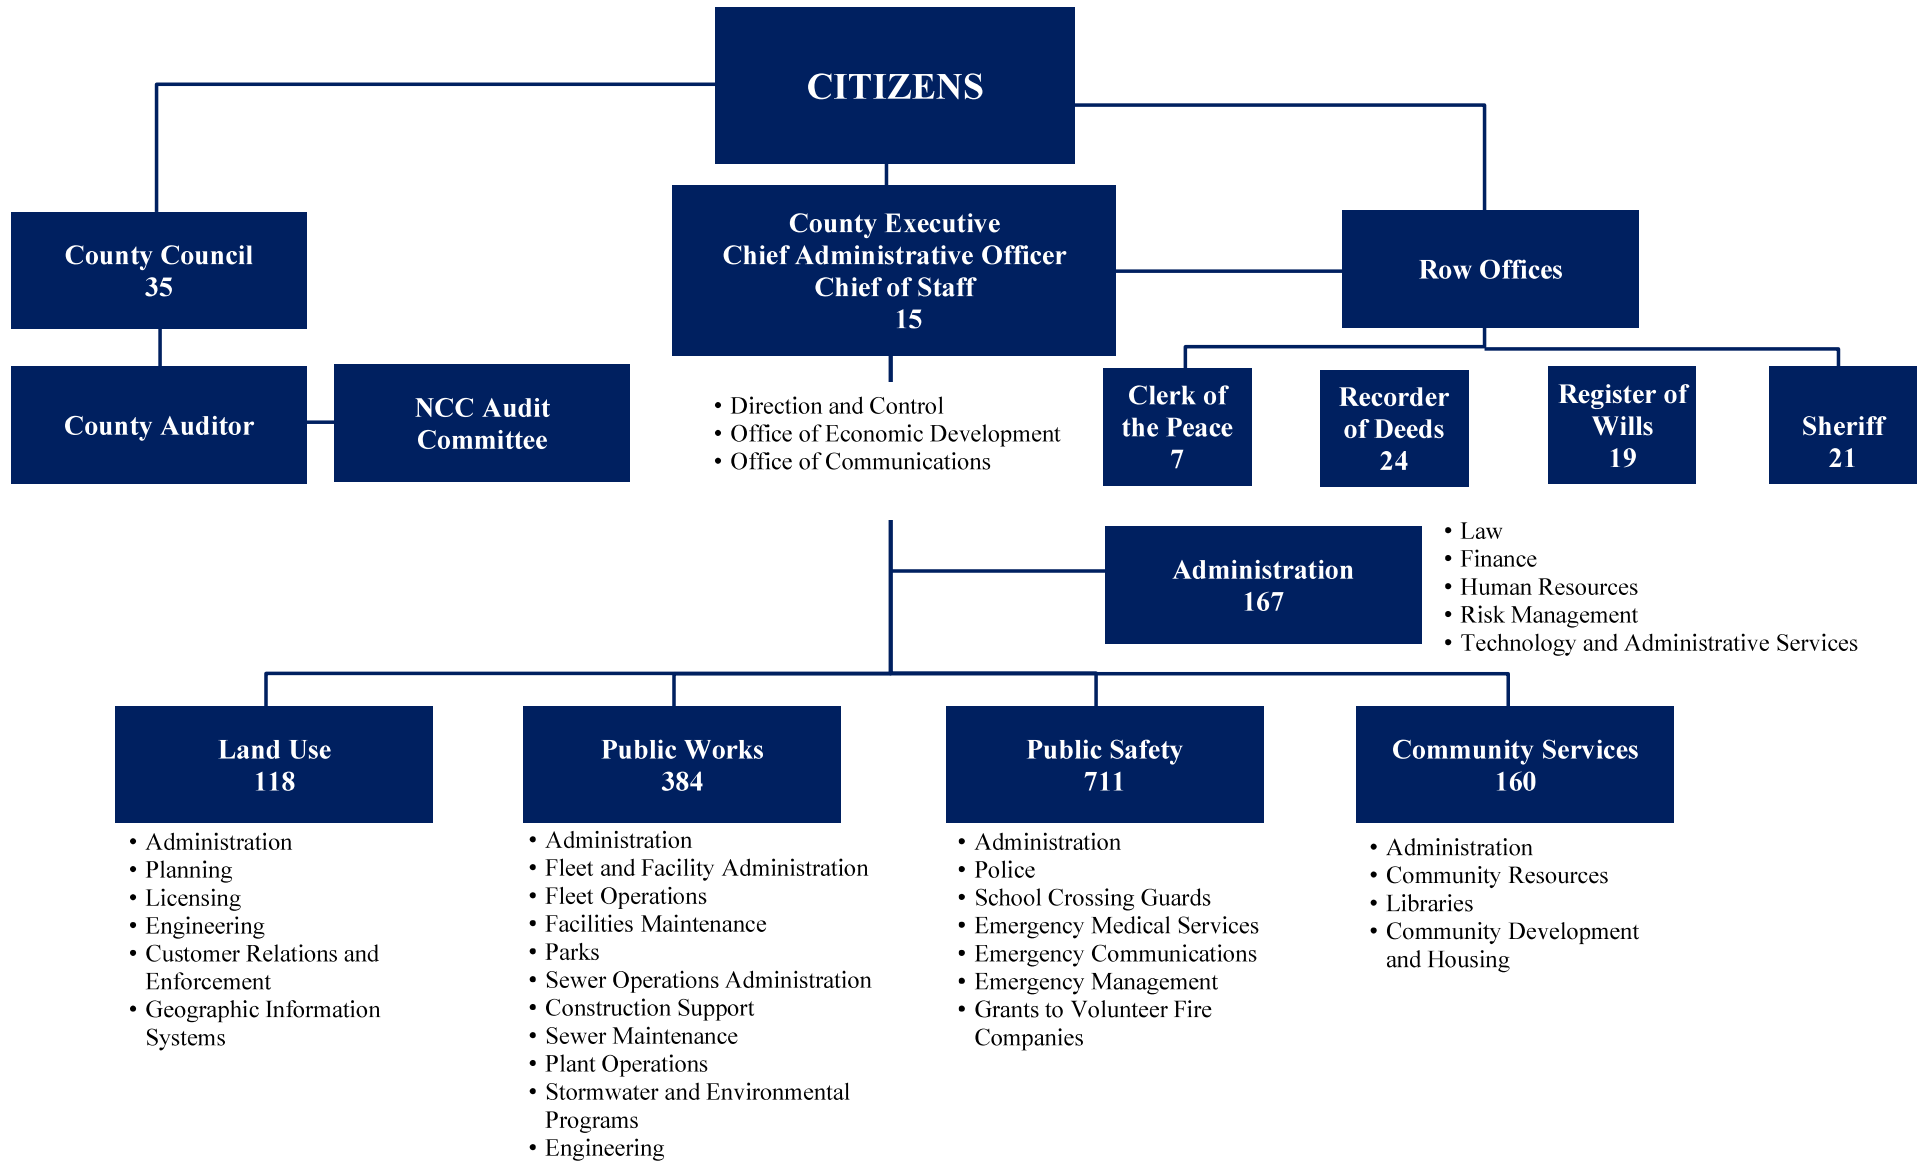 CITIZENS
County Council
35
County Executive
Chief Administrative Officer
Chief of Staff
15
Row Offices
County Auditor
NCC Audit
Committee
• Direction and Control
• Office of Economic Development
• Office of Communications
Clerk of
the Peace
7
Recorder
of Deeds
24
Register of
Wills
19
Sheriff
21
Administration
167
• Law
• Finance
• Human Resources
• Risk Management
• Technology and Administrative Services
Land Use
118
• Administration
• Planning
• Licensing
• Engineering
• Customer Relations and
Enforcement
• Geographic Information
Systems
Public Works
384
• Administration
• Fleet and Facility Administration
• Fleet Operations
• Facilities Maintenance
• Parks
• Sewer Operations Administration
• Construction Support
• Sewer Maintenance
• Plant Operations
• Stormwater and Environmental
Programs
• Engineering
Public Safety
711
• Administration
• Police
• School Crossing Guards
• Emergency Medical Services
• Emergency Communications
• Emergency Management
• Grants to Volunteer Fire
Companies
Community Services
160
• Administration
• Community Resources
• Libraries
• Community Development
and Housing